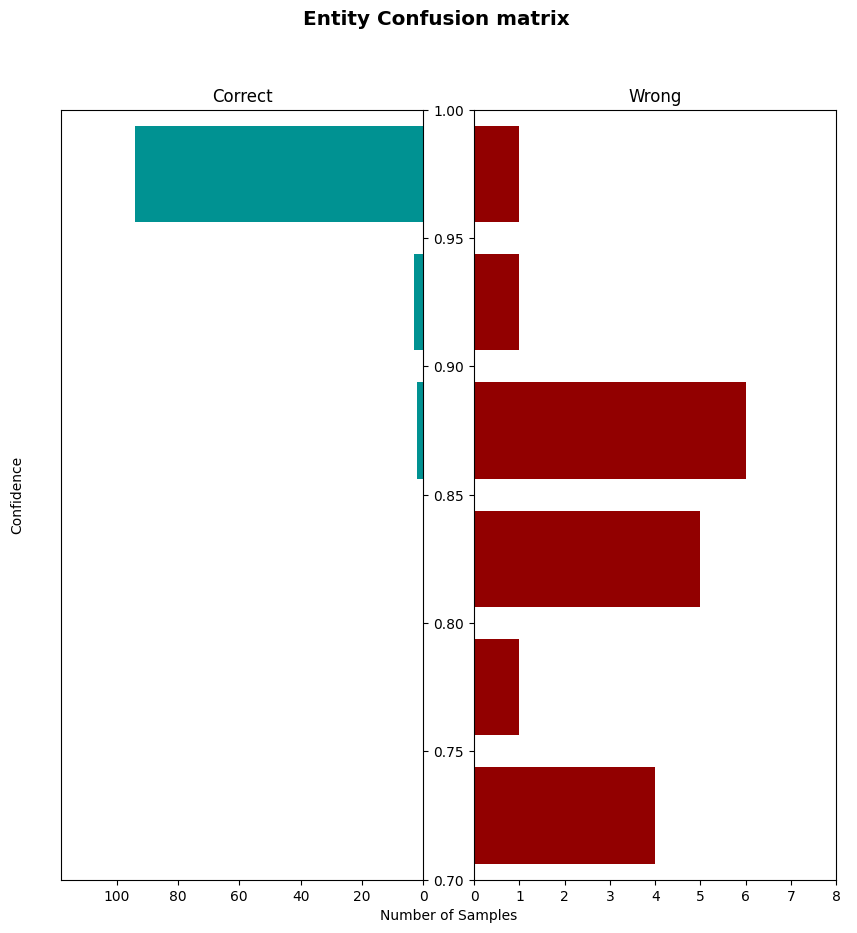 Entity Confusion matrix
Correct
Wrong
1.00
0.95
0.90
0.85
0.80
0.75
0.70
Confidence
100 80 60 40 20 0
0 1 2 3 4 5 6 7 8
Number of Samples